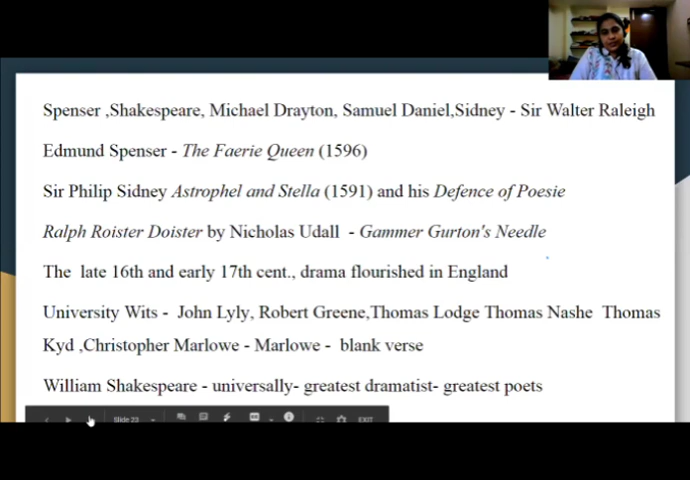 Spenser ,Shakespeare, Michael Drayton, Samuel Daniel,Sidney - Sir Walter Raleigh
Edmund Spenser - The Faerie Queen (1596)
Sir Philip Sidney Astrophel and Stella (1591) and his Defence of Poesie
Ralph Roister Doister by Nicholas Udall - Gammer Gurton's Needle
The late 16th and early 17th cent., drama flourished in England
University Wits - John Lyly, Robert Greene,Thomas Lodge Thomas Nashe Thomas
Kyd ,Christopher Marlowe - Marlowe - blank verse
William Shakespeare - universally- greatest dramatist- greatest poets
Slide 23 EXIT